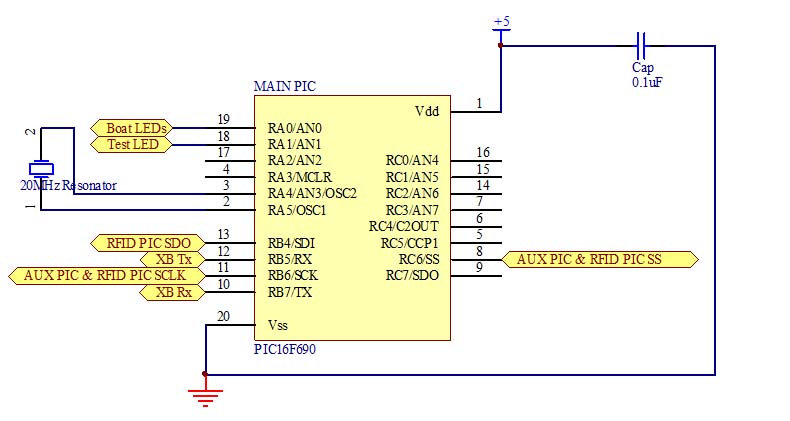 +5
Cap
0.1uF
MAIN PIC
Vdd 1
Boat LEDs 19 RA0/AN0
Test LED 18 RA1/AN1
17 RA2/AN2 RC0/AN4 16
4 RA3/MCLR RC1/AN5 15
2 3 RA4/AN3/OSC2 RC2/AN6 14
20MHz Resonator
1 2 RA5/OSC1 RC3/AN7 7
RC4/C2OUT 6
RFID PIC SDO 13 RB4/SDI RC5/CCP1 5
XB Tx 12 RB5/RX RC6/SS 8 AUX PIC & RFID PIC SS
AUX PIC & RFID PIC SCLK 11 RB6/SCK RC7/SDO 9
XB Rx 10 RB7/TX
20 Vss
PIC16F690